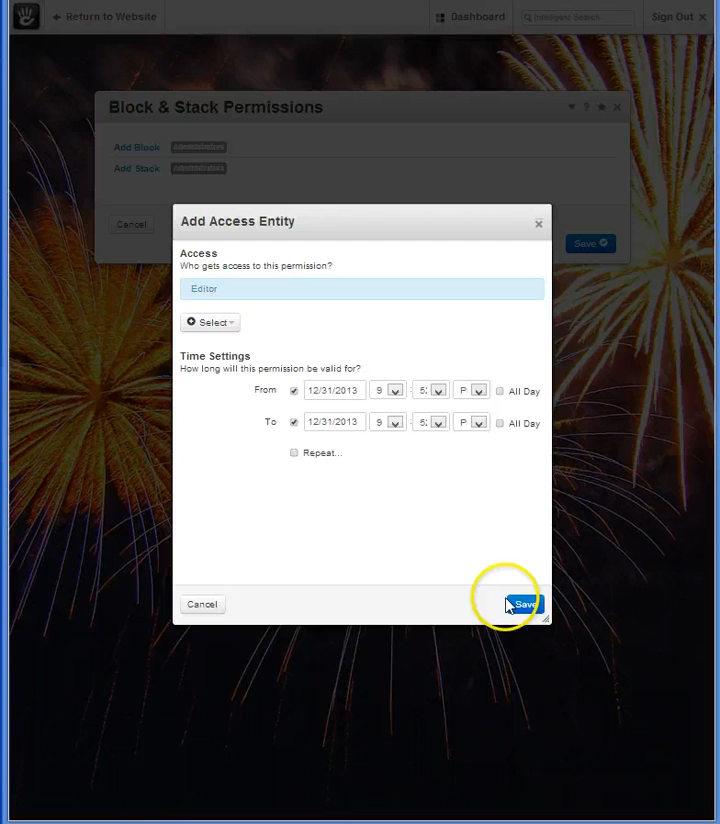 Return to Website
Dashboard
Intelligent Search
Sign Out
Block & Stack Permissions
Add Block Administrators
Add Stack Administrators
Cancel
Save
Add Access Entity
Access
Who gets access to this permission?
Editor
Select
Time Settings
How long will this permission be valid for?
From 12/31/2013 9 : 5 P All Day
To 12/31/2013 9 : 5 P All Day
Repeat...
Cancel
Save